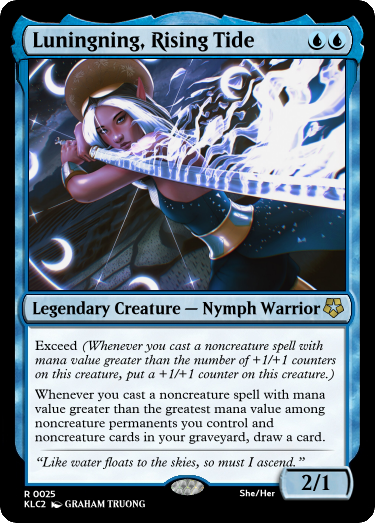 Luningning, Rising Tide
Legendary Creature — Nymph Warrior
Exceed (Whenever you cast a noncreature spell with
mana value greater than the number of +1/+1 counters
on this creature, put a +1/+1 counter on this creature.)
Whenever you cast a noncreature spell with mana
value greater than the greatest mana value among
noncreature permanents you control and
noncreature cards in your graveyard, draw a card.
“Like water floats to the skies, so must I ascend.”
2/1
R 0025
She/Her
KLC2 GRAHAM TRUONG